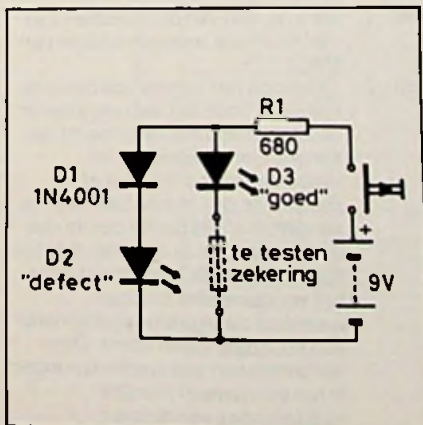 R1
680
D1
1N4001
D3
"goed"
+
D2
"defect"
te testen
zekering
9V